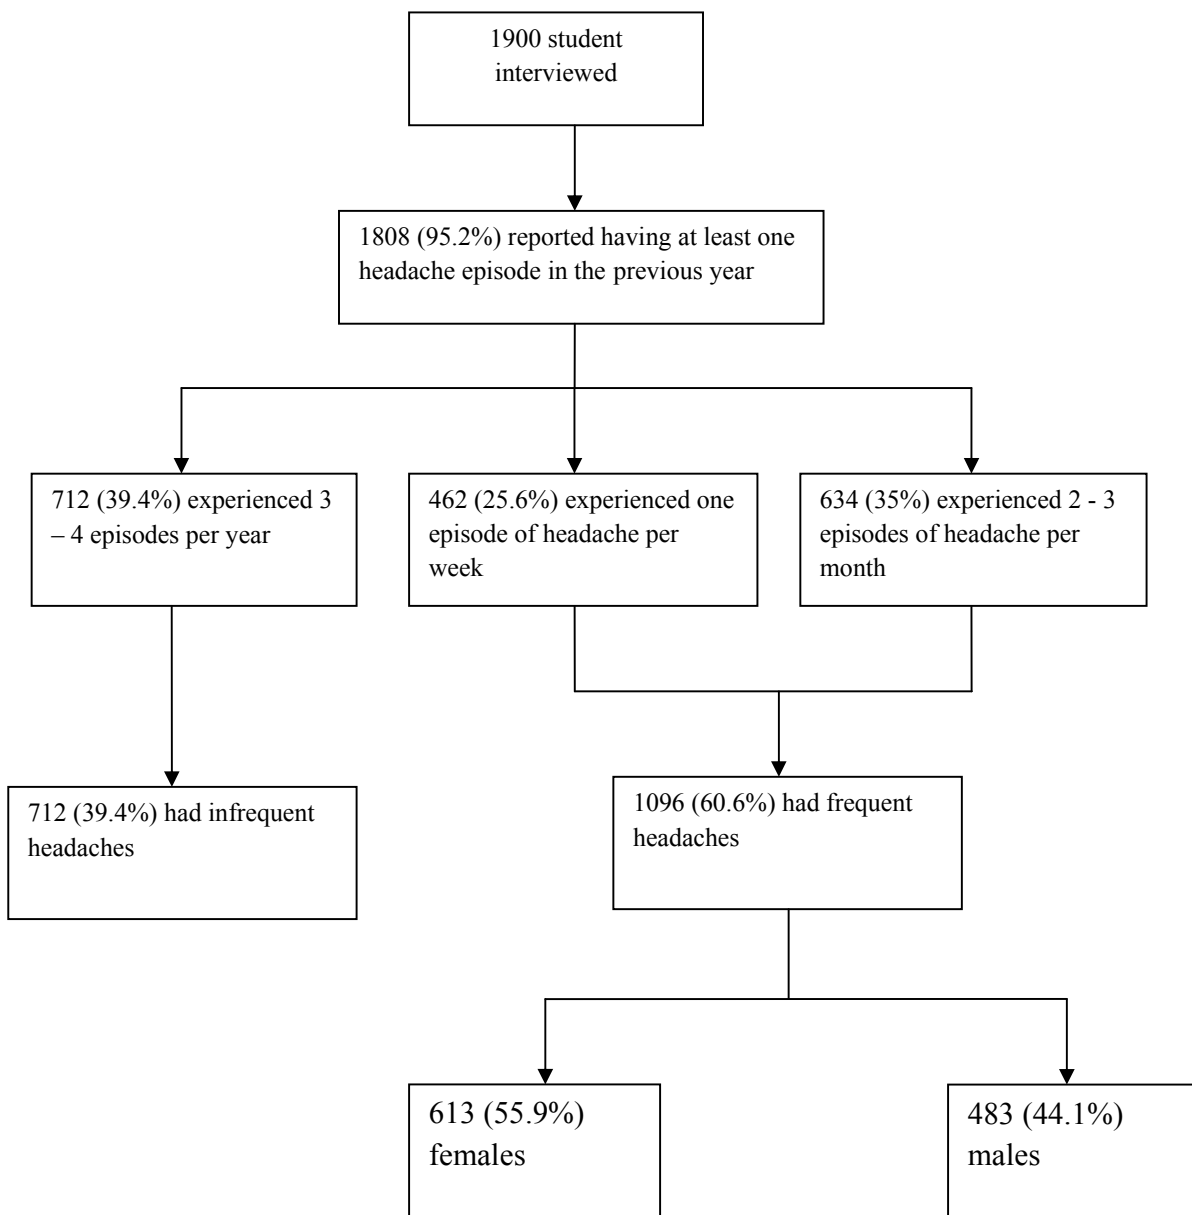 1900 student
interviewed
1808 (95.2%) reported having at least one
headache episode in the previous year
712 (39.4%) experienced 3
– 4 episodes per year
462 (25.6%) experienced one
episode of headache per
week
634 (35%) experienced 2 - 3
episodes of headache per
month
712 (39.4%) had infrequent
headaches
1096 (60.6%) had frequent
headaches
613 (55.9%)
females
483 (44.1%)
males